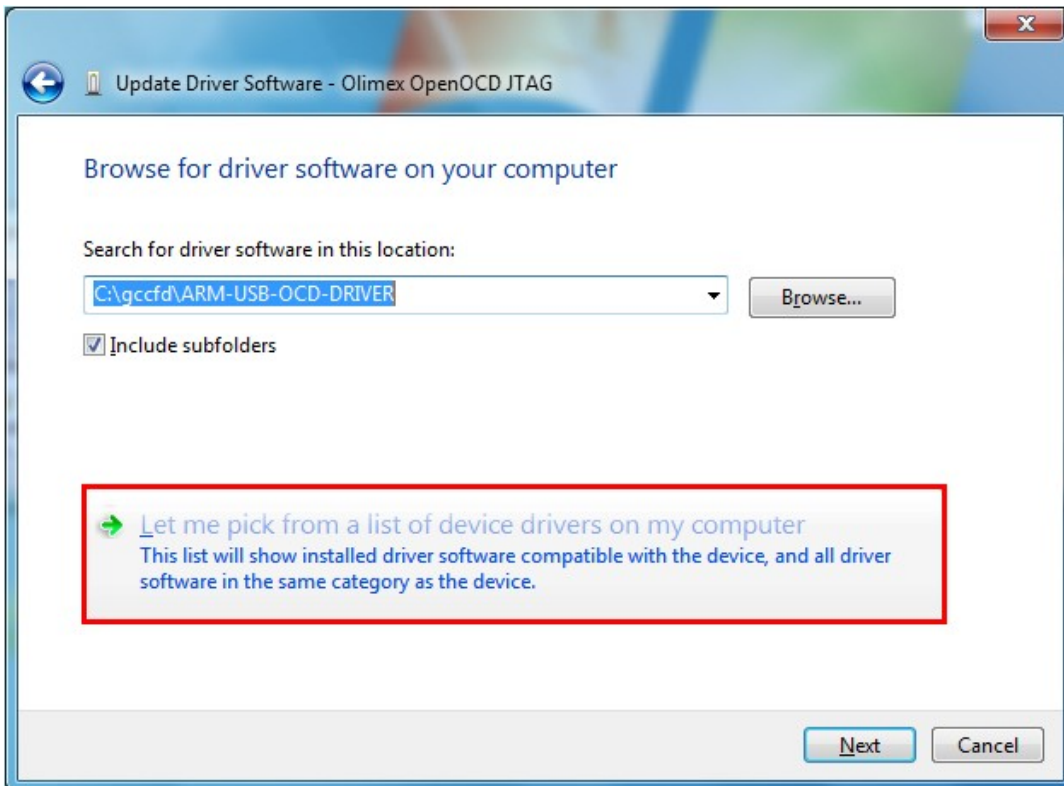 Update Driver Software - Olimex OpenOCD JTAG
Browse for driver software on your computer
Search for driver software in this location:
C:\gccfd\ARM-USB-OCD-DRIVER
Browse...
Include subfolders
Let me pick from a list of device drivers on my computer
This list will show installed driver software compatible with the device, and all driver
software in the same category as the device.
Next
Cancel